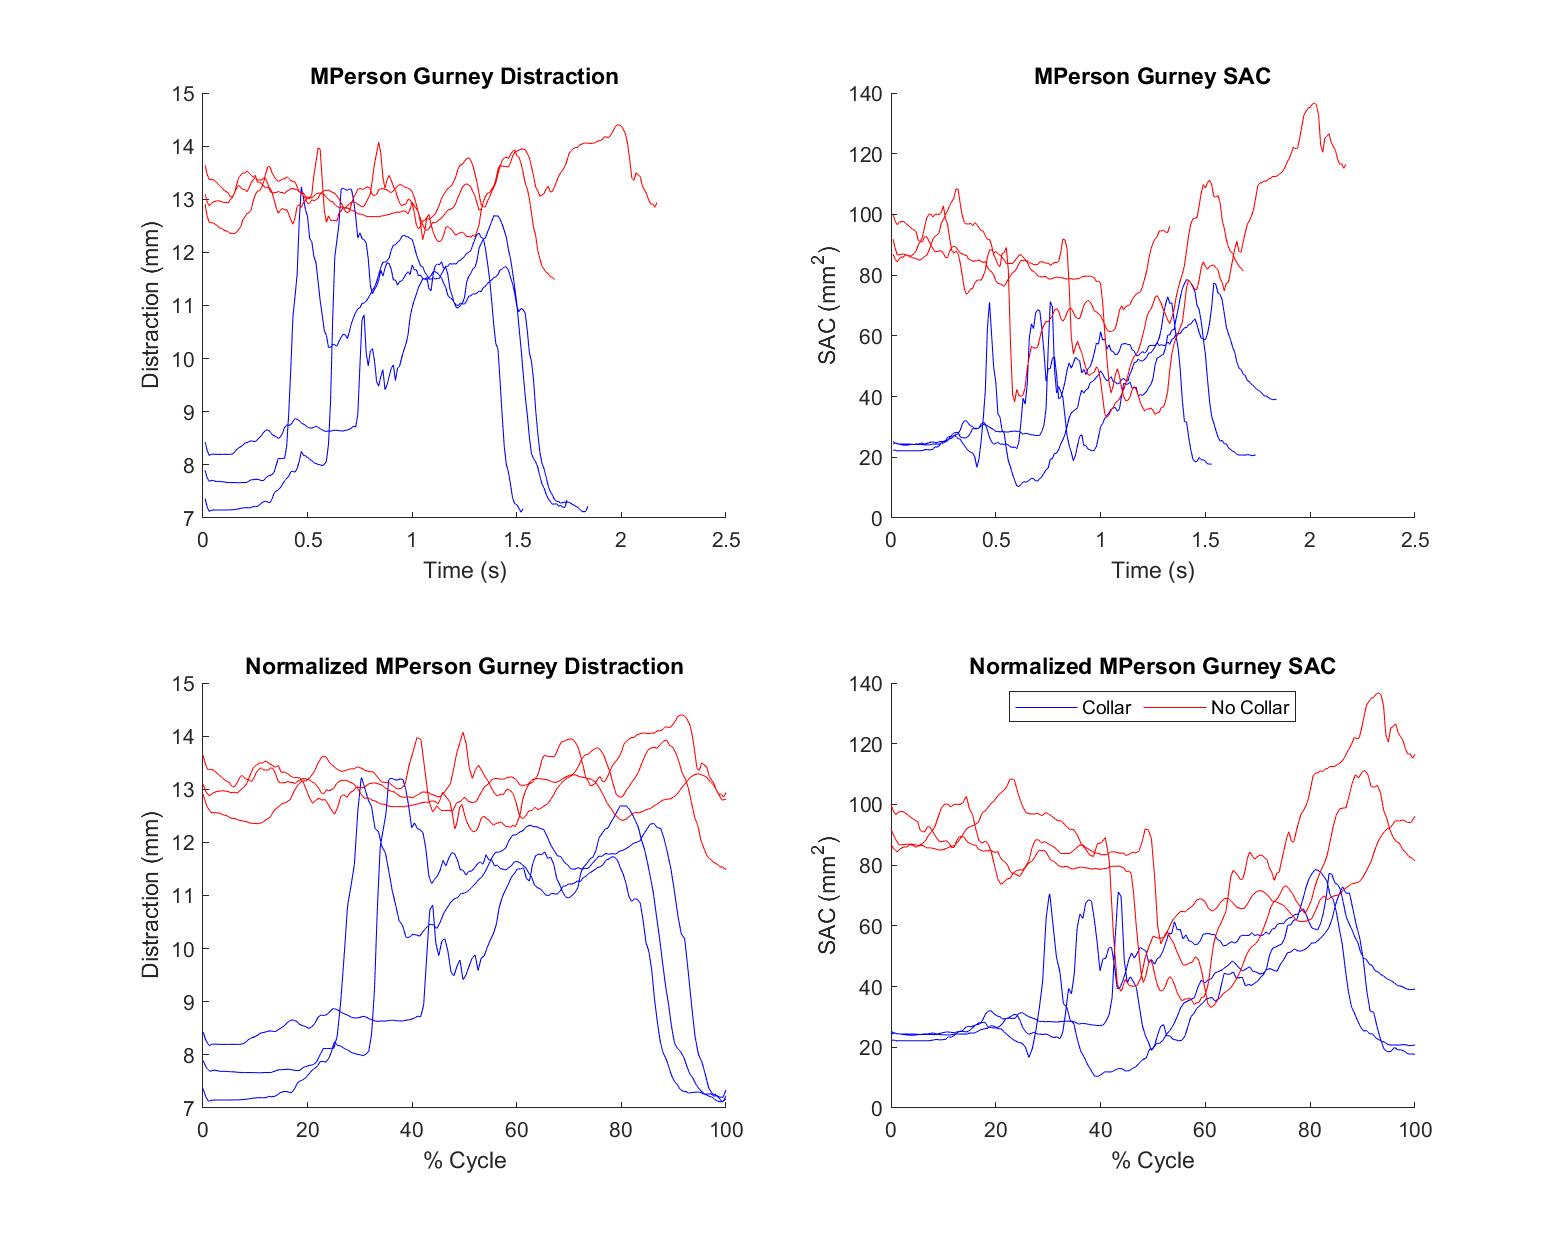 MPerson Gurney Distraction
15
14
13
12
11
10
9
8
7
Distraction (mm)
0 0.5 1 1.5 2 2.5
Time (s)
MPerson Gurney SAC
140
120
100
80
60
40
20
0
SAC (mm²)
0 0.5 1 1.5 2 2.5
Time (s)
Normalized MPerson Gurney Distraction
15
14
13
12
11
10
9
8
7
Distraction (mm)
0 20 40 60 80 100
% Cycle
Normalized MPerson Gurney SAC
Collar No Collar
140
120
100
80
60
40
20
0
SAC (mm²)
0 20 40 60 80 100
% Cycle